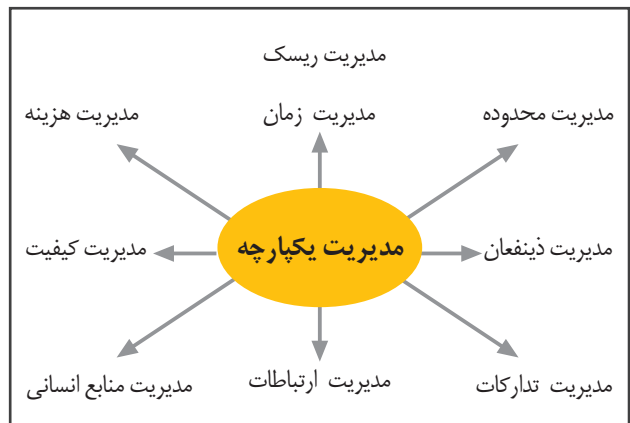 مدیریت ریسک
مدیریت محدوده
مدیریت زمان
مدیریت هزینه
مدیریت ذینفعان
مدیریت یکپارچه
مدیریت کیفیت
مدیریت تدارکات
مدیریت ارتباطات
مدیریت منابع انسانی